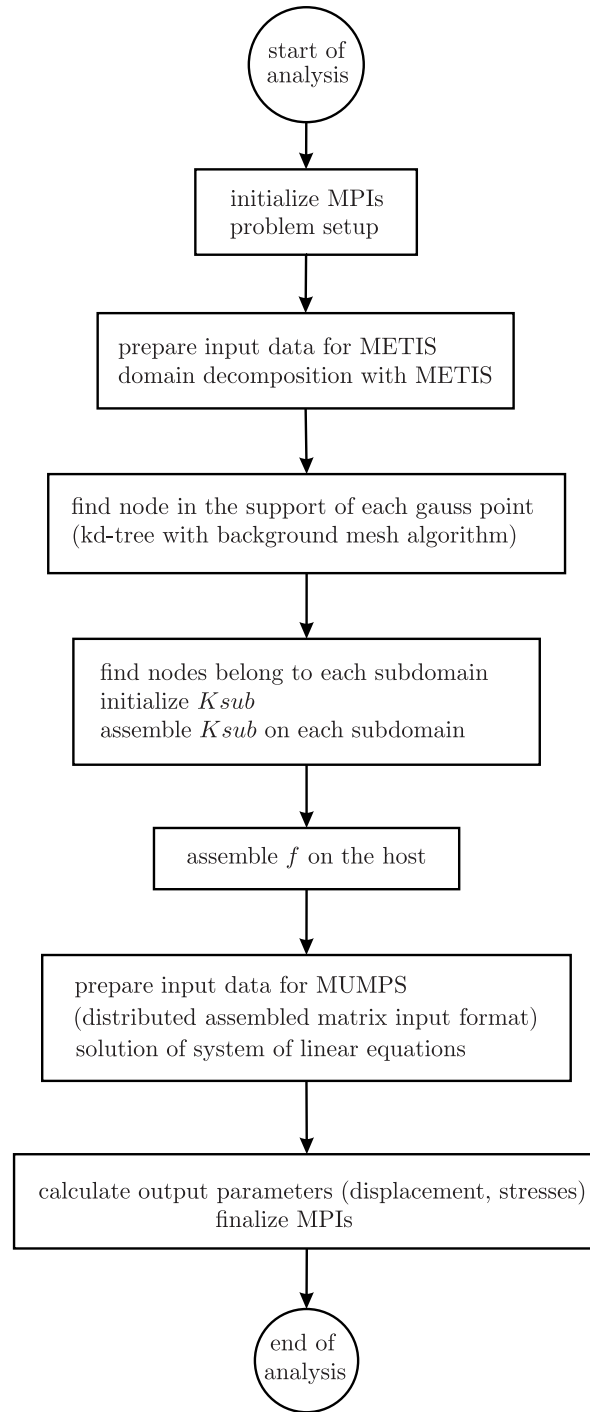 start of
analysis
initialize MPIs
problem setup
prepare input data for METIS
domain decomposition with METIS
find node in the support of each gauss point
(kd-tree with background mesh algorithm)
find nodes belong to each subdomain
initialize Ksub
assemble Ksub on each subdomain
assemble f on the host
prepare input data for MUMPS
(distributed assembled matrix input format)
solution of system of linear equations
calculate output parameters (displacement, stresses)
finalize MPIs
end of
analysis